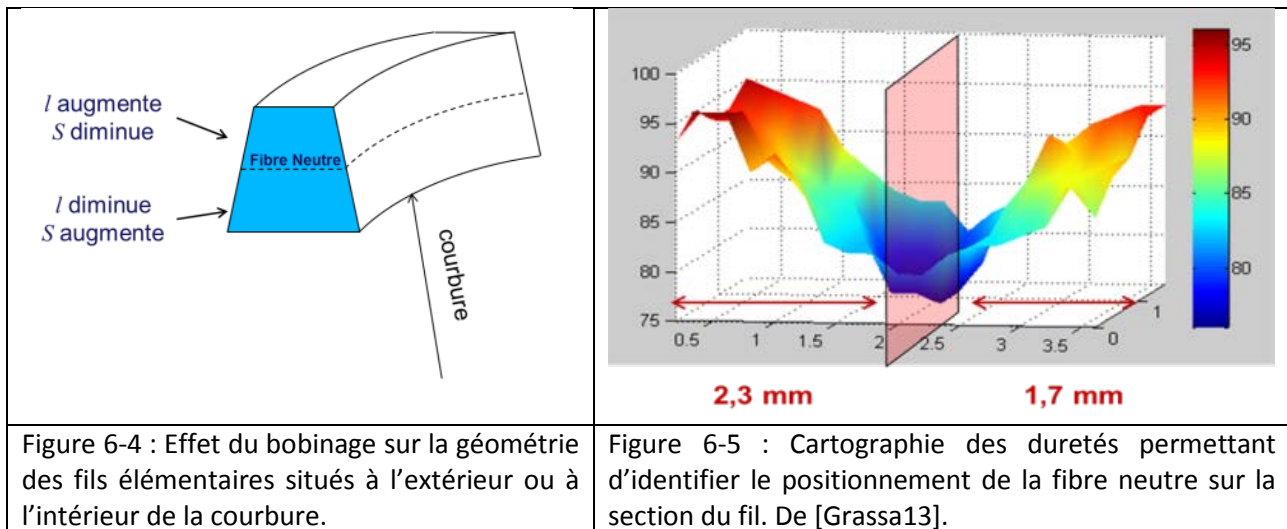 l augmente
S diminue
Fibre Neutre
l diminue
S augmente
courbure
100
95
90
85
80
75
0.5
1
1.5
2
2.5
3
3.5
0
1
95
90
85
80
2,3 mm
1,7 mm
Figure 6-4 : Effet du bobinage sur la géométrie
des fils élémentaires situés à l’extérieur ou à
l’intérieur de la courbure.
Figure 6-5 : Cartographie des duretés permettant
d’identifier le positionnement de la fibre neutre sur la
section du fil. De [Grassa13].